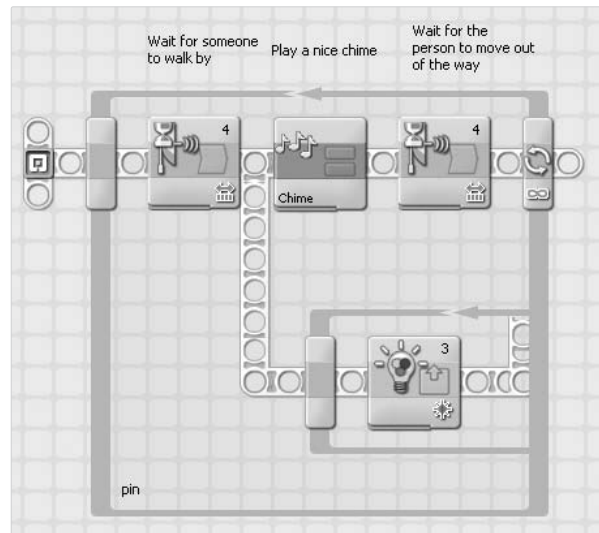 Wait for someone
to walk by
Play a nice chime
Wait for the
person to move out
of the way
4
4
Chime
3
pin